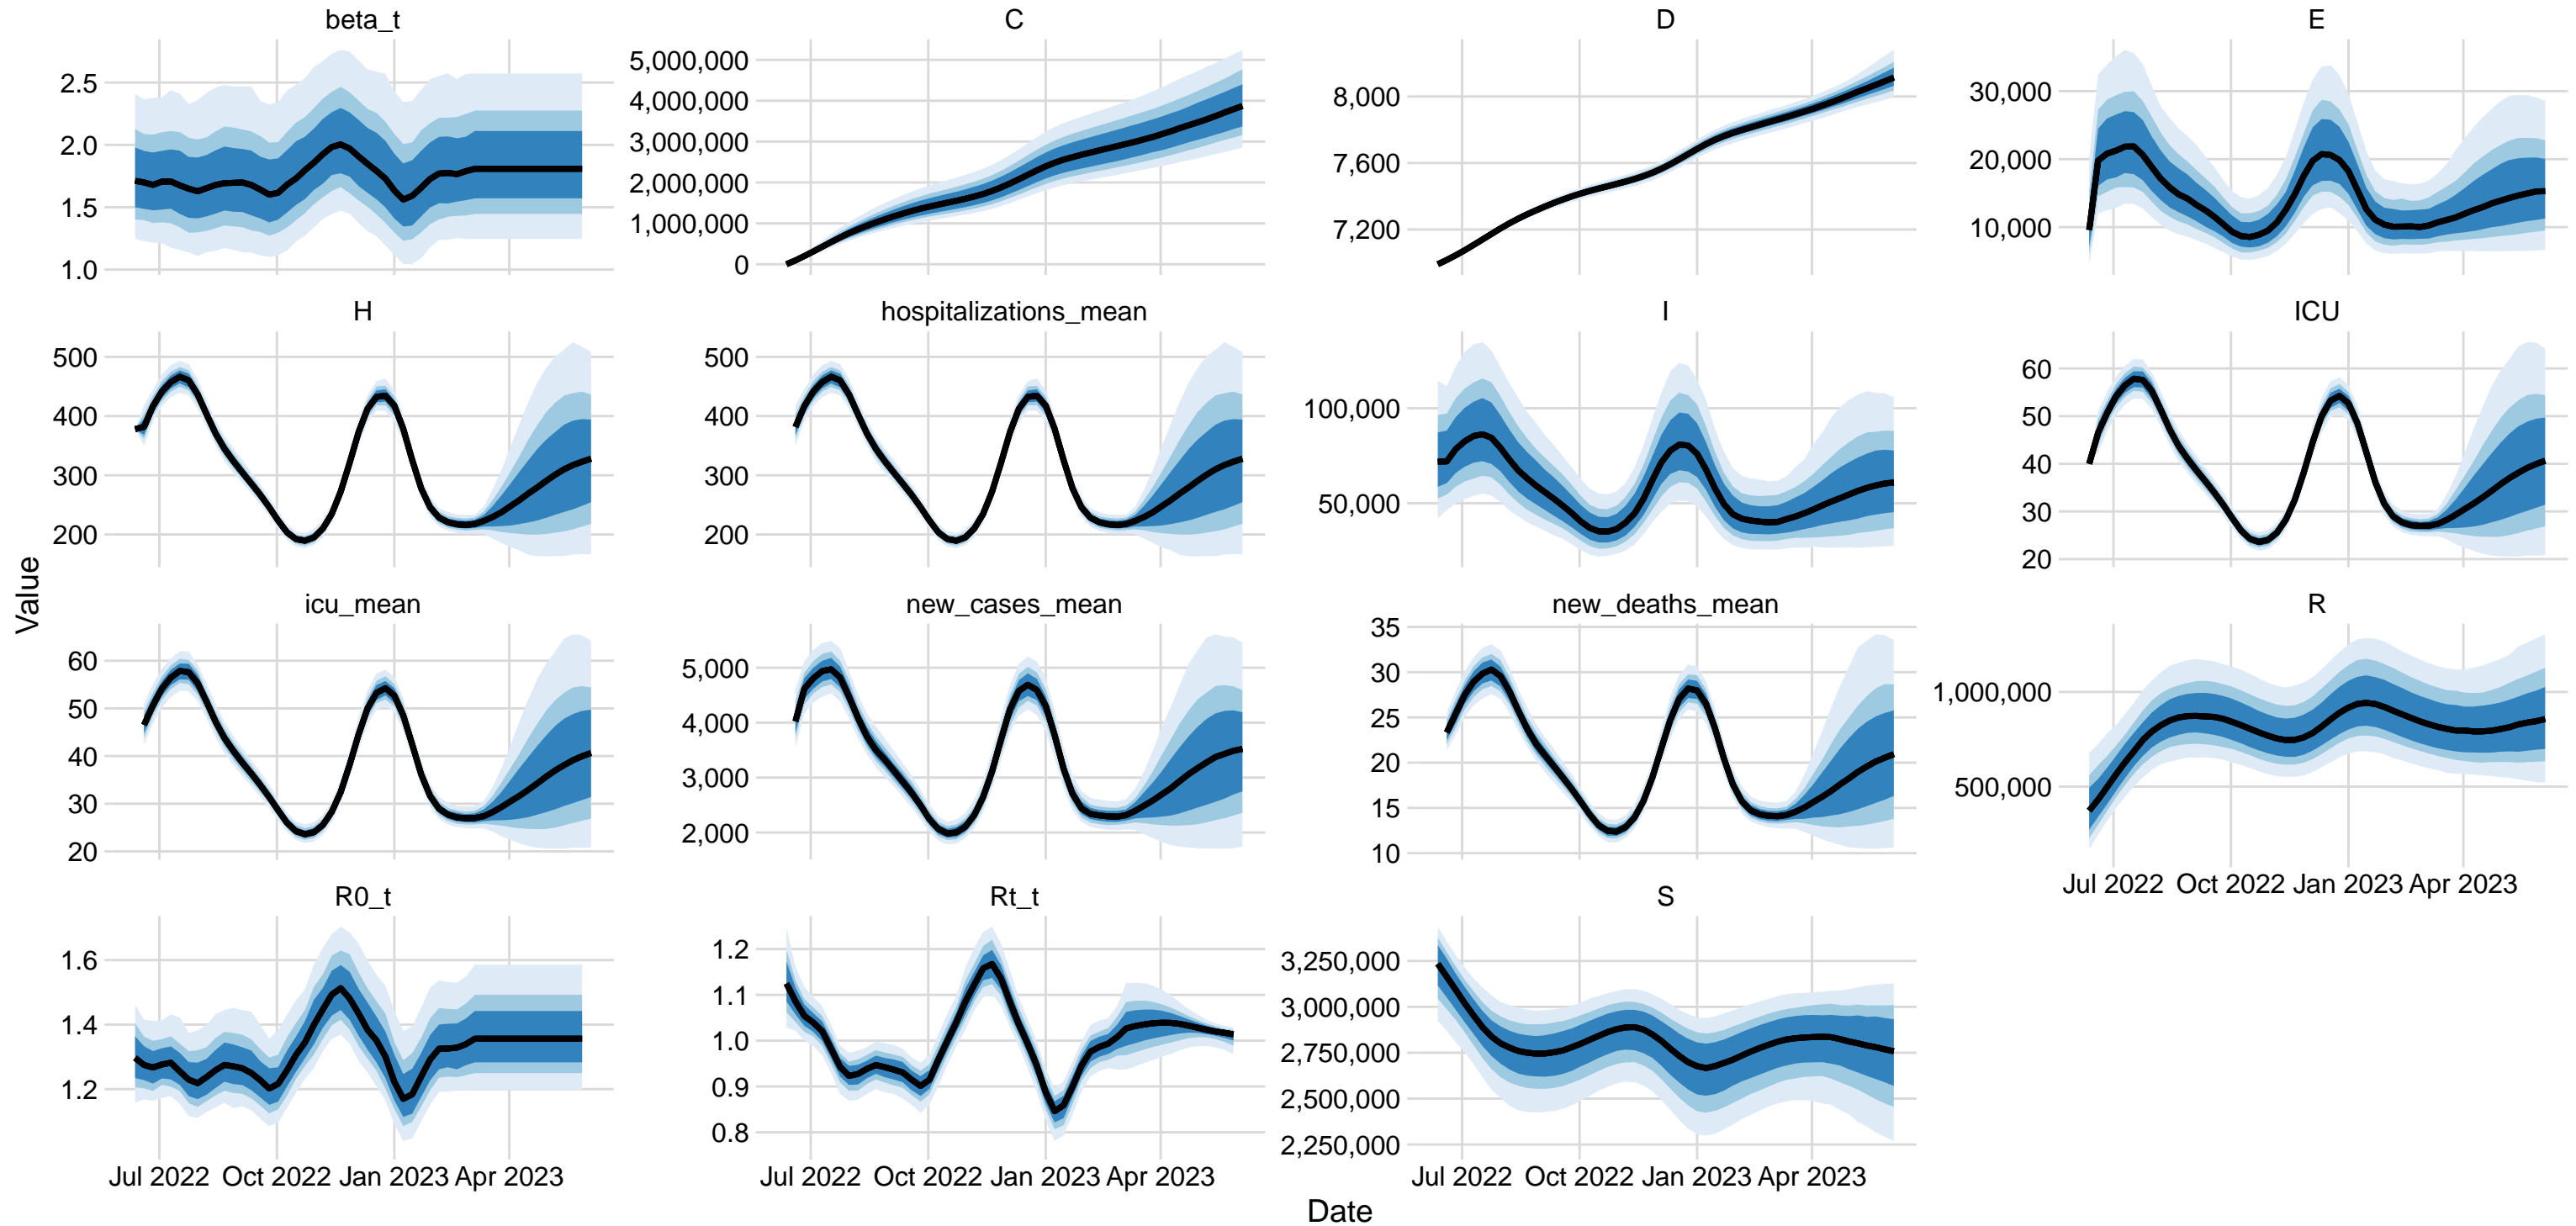 beta_t
C
D
E
2.5
2.0
1.5
1.0
5,000,000
4,000,000
3,000,000
2,000,000
1,000,000
0
8,000
7,600
7,200
30,000
20,000
10,000
H
hospitalizations_mean
I
ICU
500
400
300
200
500
400
300
200
100,000
50,000
60
50
40
30
20
Value
icu_mean
new_cases_mean
new_deaths_mean
R
60
50
40
30
20
5,000
4,000
3,000
2,000
35
30
25
20
15
10
1,000,000
500,000
Jul 2022 Oct 2022 Jan 2023 Apr 2023
R0_t
Rt_t
S
1.6
1.4
1.2
1.2
1.1
1.0
0.9
0.8
3,250,000
3,000,000
2,750,000
2,500,000
2,250,000
Jul 2022 Oct 2022 Jan 2023 Apr 2023
Jul 2022 Oct 2022 Jan 2023 Apr 2023
Jul 2022 Oct 2022 Jan 2023 Apr 2023
Date